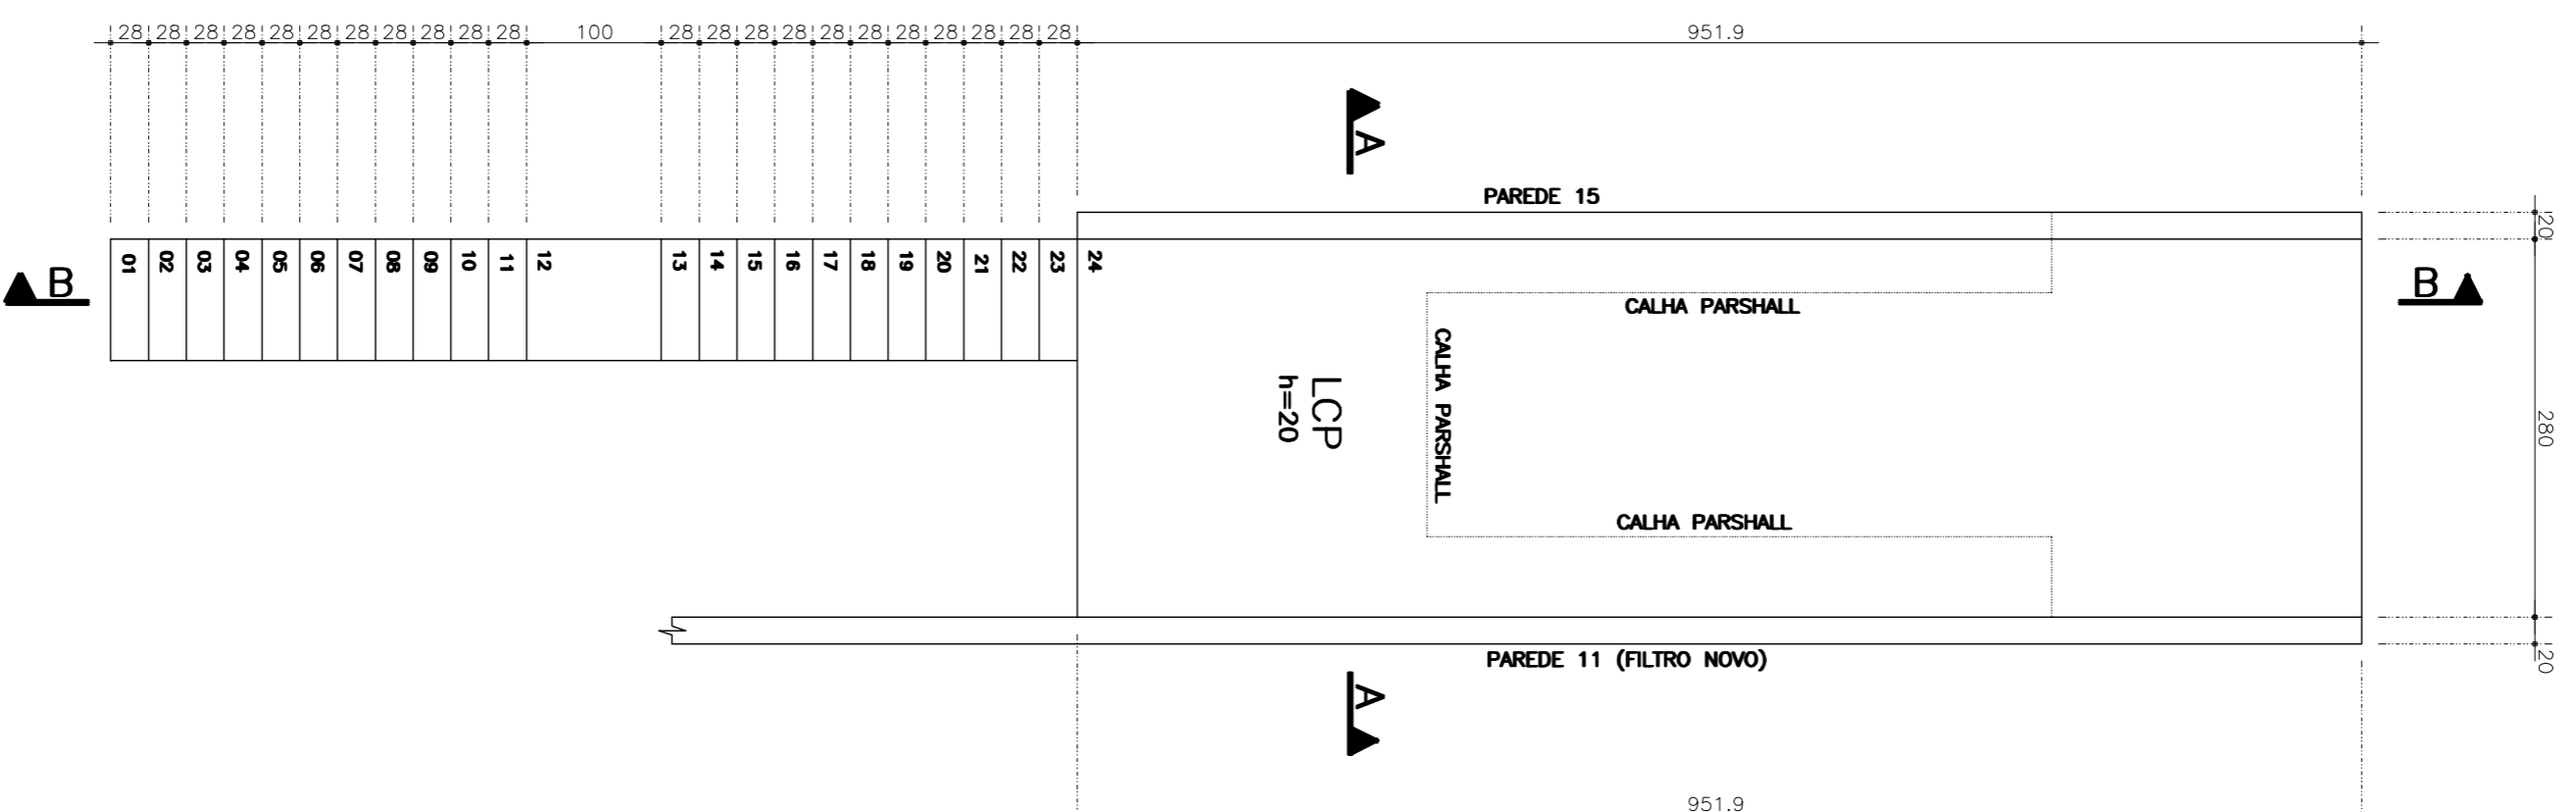 28 28 28 28 28 28 28 28 28 28 28 100 28 28 28 28 28 28 28 28 28 28 28 951.9
A
PAREDE 15
20
B
01 02 03 04 05 06 07 08 09 10 11 12 13 14 15 16 17 18 19 20 21 22 23 24
B
CALHA PARSHALL
CALHA PARSHALL
LCP
h=20
280
CALHA PARSHALL
PAREDE 11 (FILTRO NOVO)
20
A
951.9